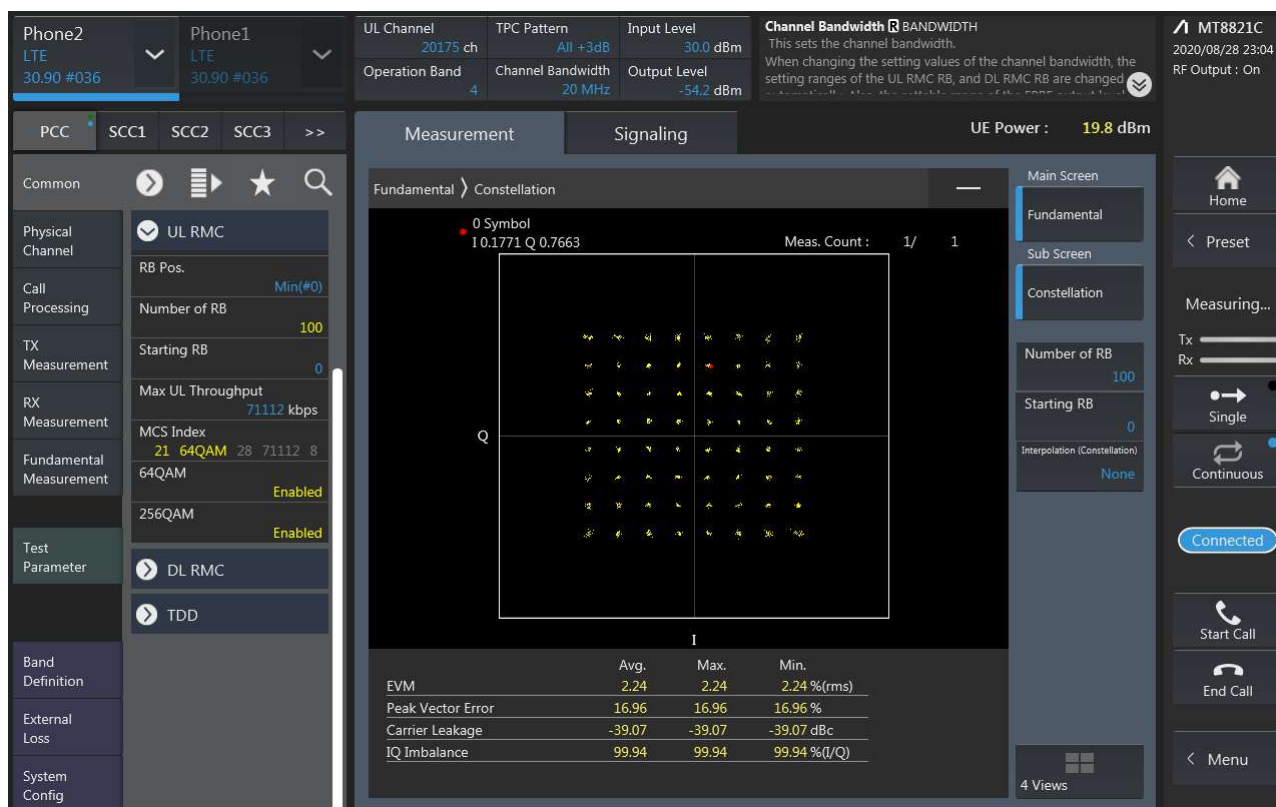 Phone2
LTE
30.90 #036
Phone1
LTE
30.90 #036
UL Channel
20175 ch
TPC Pattern
All +3dB
Input Level
30.0 dBm
Operation Band
4
Channel Bandwidth
20 MHz
Output Level
-54.2 dBm
Channel Bandwidth R BANDWIDTH
This sets the channel bandwidth.
When changing the setting values of the channel bandwidth, the
setting ranges of the UL RMC RB, and DL RMC RB are changed
MT8821C
2020/08/28 23:04
RF Output : On
PCC SCC1 SCC2 SCC3 >>
Measurement
Signaling
UE Power : 19.8 dBm
Common
Physical
Channel
Call
Processing
TX
Measurement
RX
Measurement
Fundamental
Measurement
Test
Parameter
Band
Definition
External
Loss
System
Config
UL RMC
RB Pos.
Min(#0)
Number of RB
100
Starting RB
0
Max UL Throughput
71112 kbps
MCS Index
21 64QAM 28 71112 8
64QAM
Enabled
256QAM
Enabled
DL RMC
TDD
Fundamental 〉 Constellation
0 Symbol
I 0.1771 Q 0.7663
Meas. Count : 1/ 1
Q
I
Avg. Max. Min.
EVM 2.24 2.24 2.24 %(rms)
Peak Vector Error 16.96 16.96 16.96 %
Carrier Leakage -39.07 -39.07 -39.07 dBc
IQ Imbalance 99.94 99.94 99.94 %(I/Q)
Main Screen
Fundamental
Sub Screen
Constellation
Number of RB
100
Starting RB
0
Interpolation (Constellation)
None
4 Views
Home
< Preset
Measuring...
Tx
Rx
Single
Continuous
Connected
Start Call
End Call
< Menu